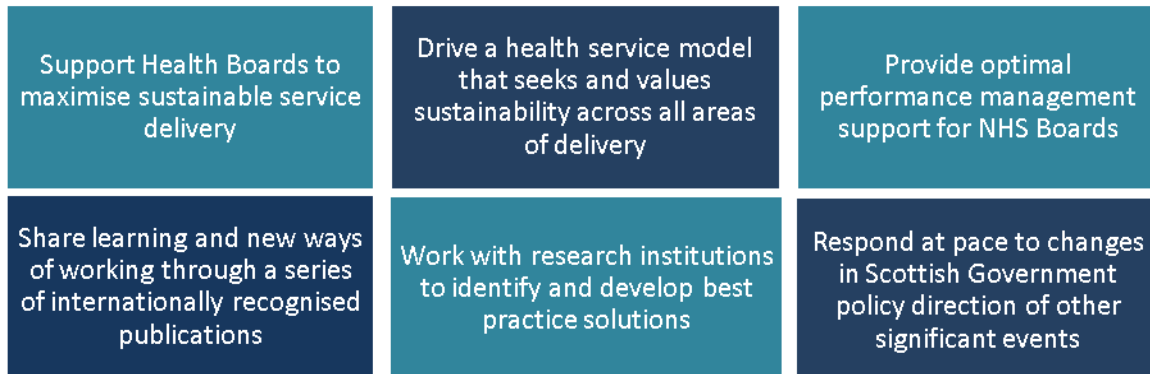 Support Health Boards to
maximise sustainable service
delivery
Drive a health service model
that seeks and values
sustainability across all areas
of delivery
Provide optimal
performance management
support for NHS Boards
Share learning and new ways
of working through a series
of internationally recognised
publications
Work with research institutions
to identify and develop best
practice solutions
Respond at pace to changes
in Scottish Government
policy direction of other
significant events